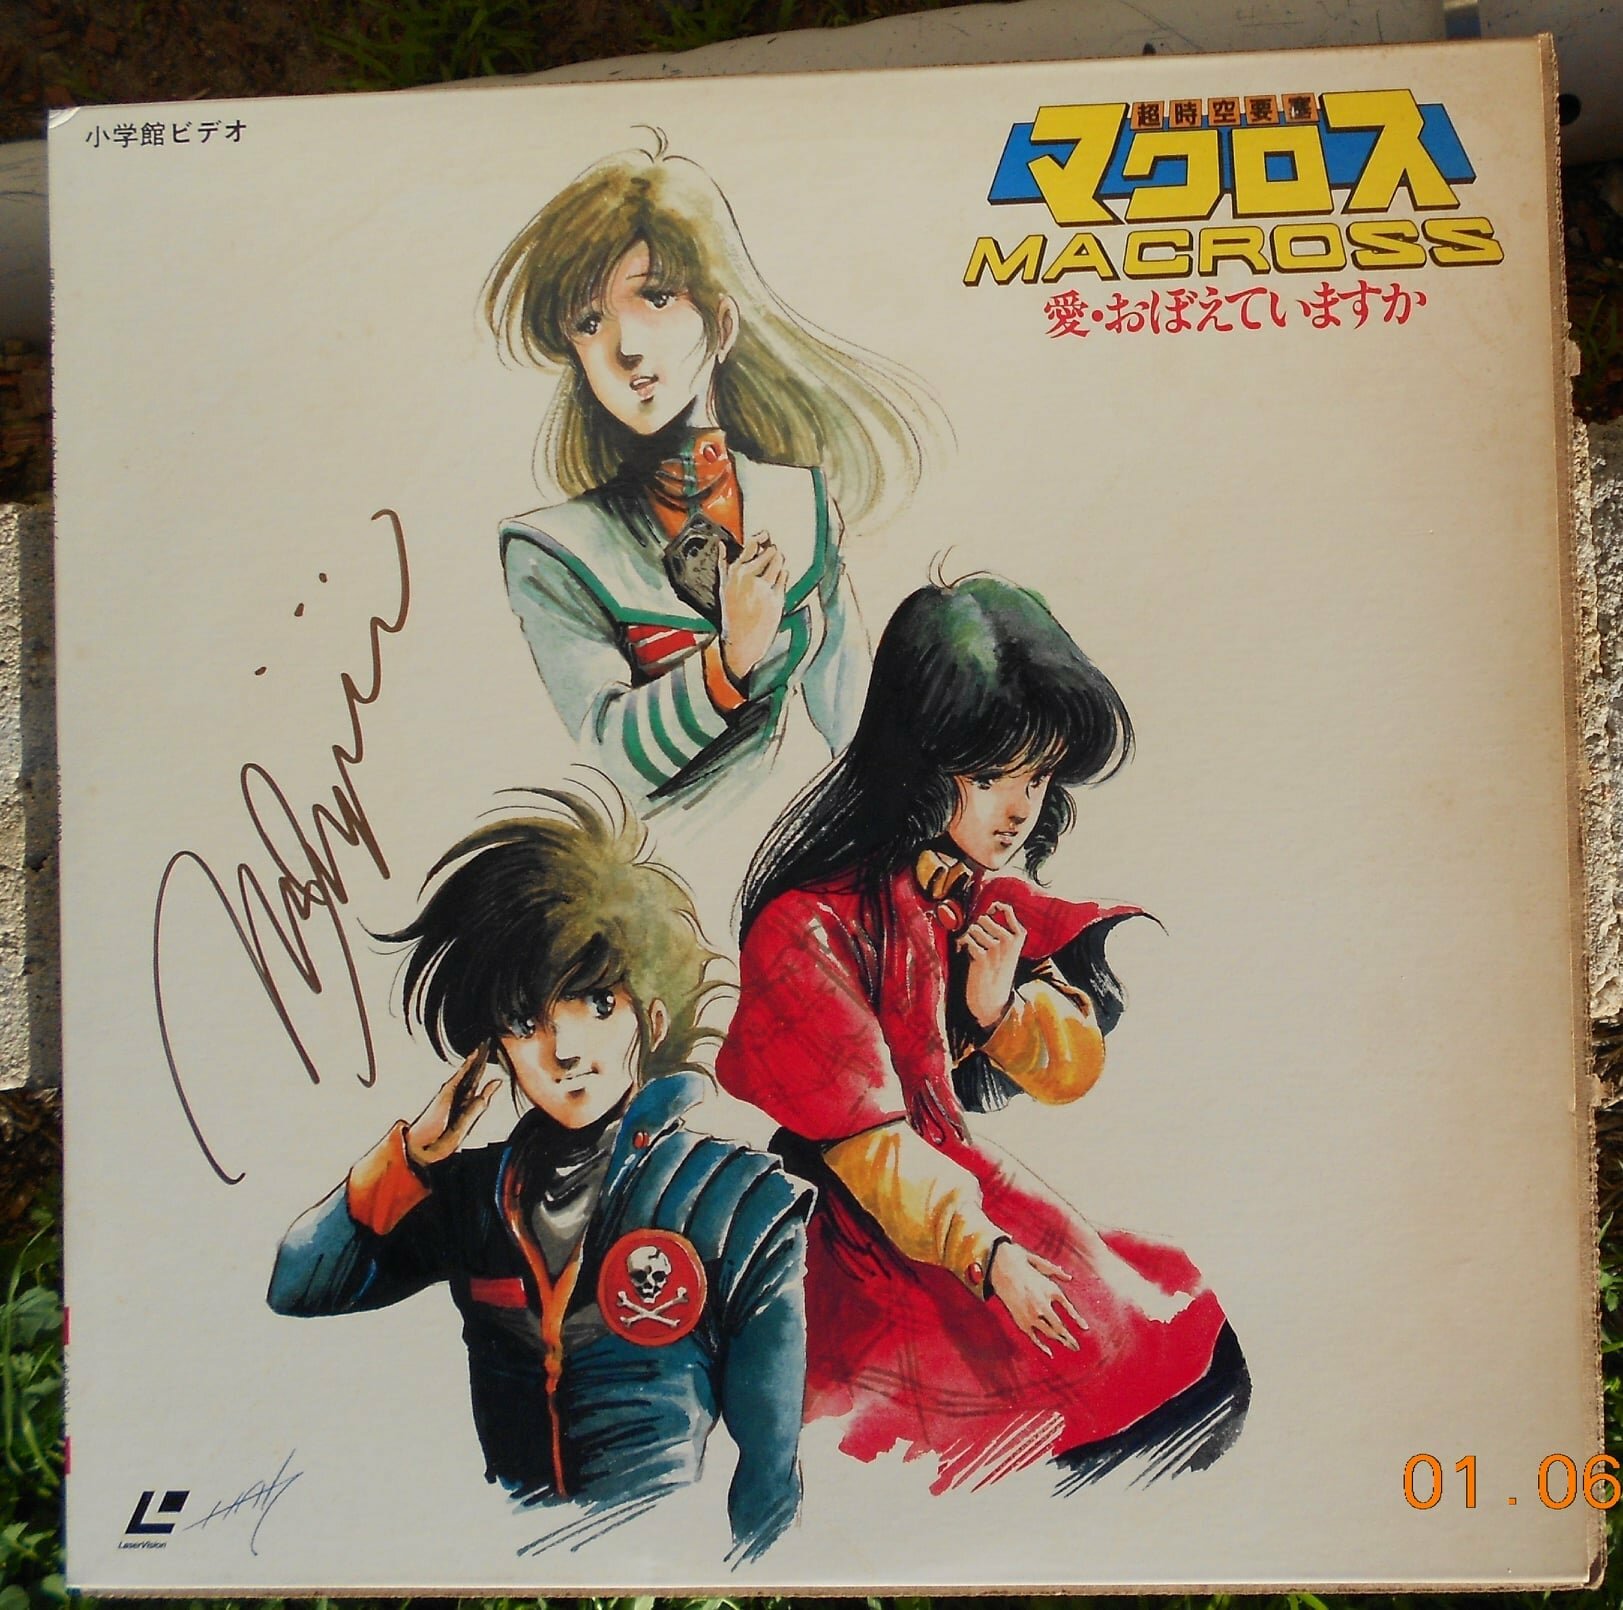 小学館ビデオ
超時空要塞
マクロス
MACROSS
愛・おぼえていますか
LaserVision
01.06